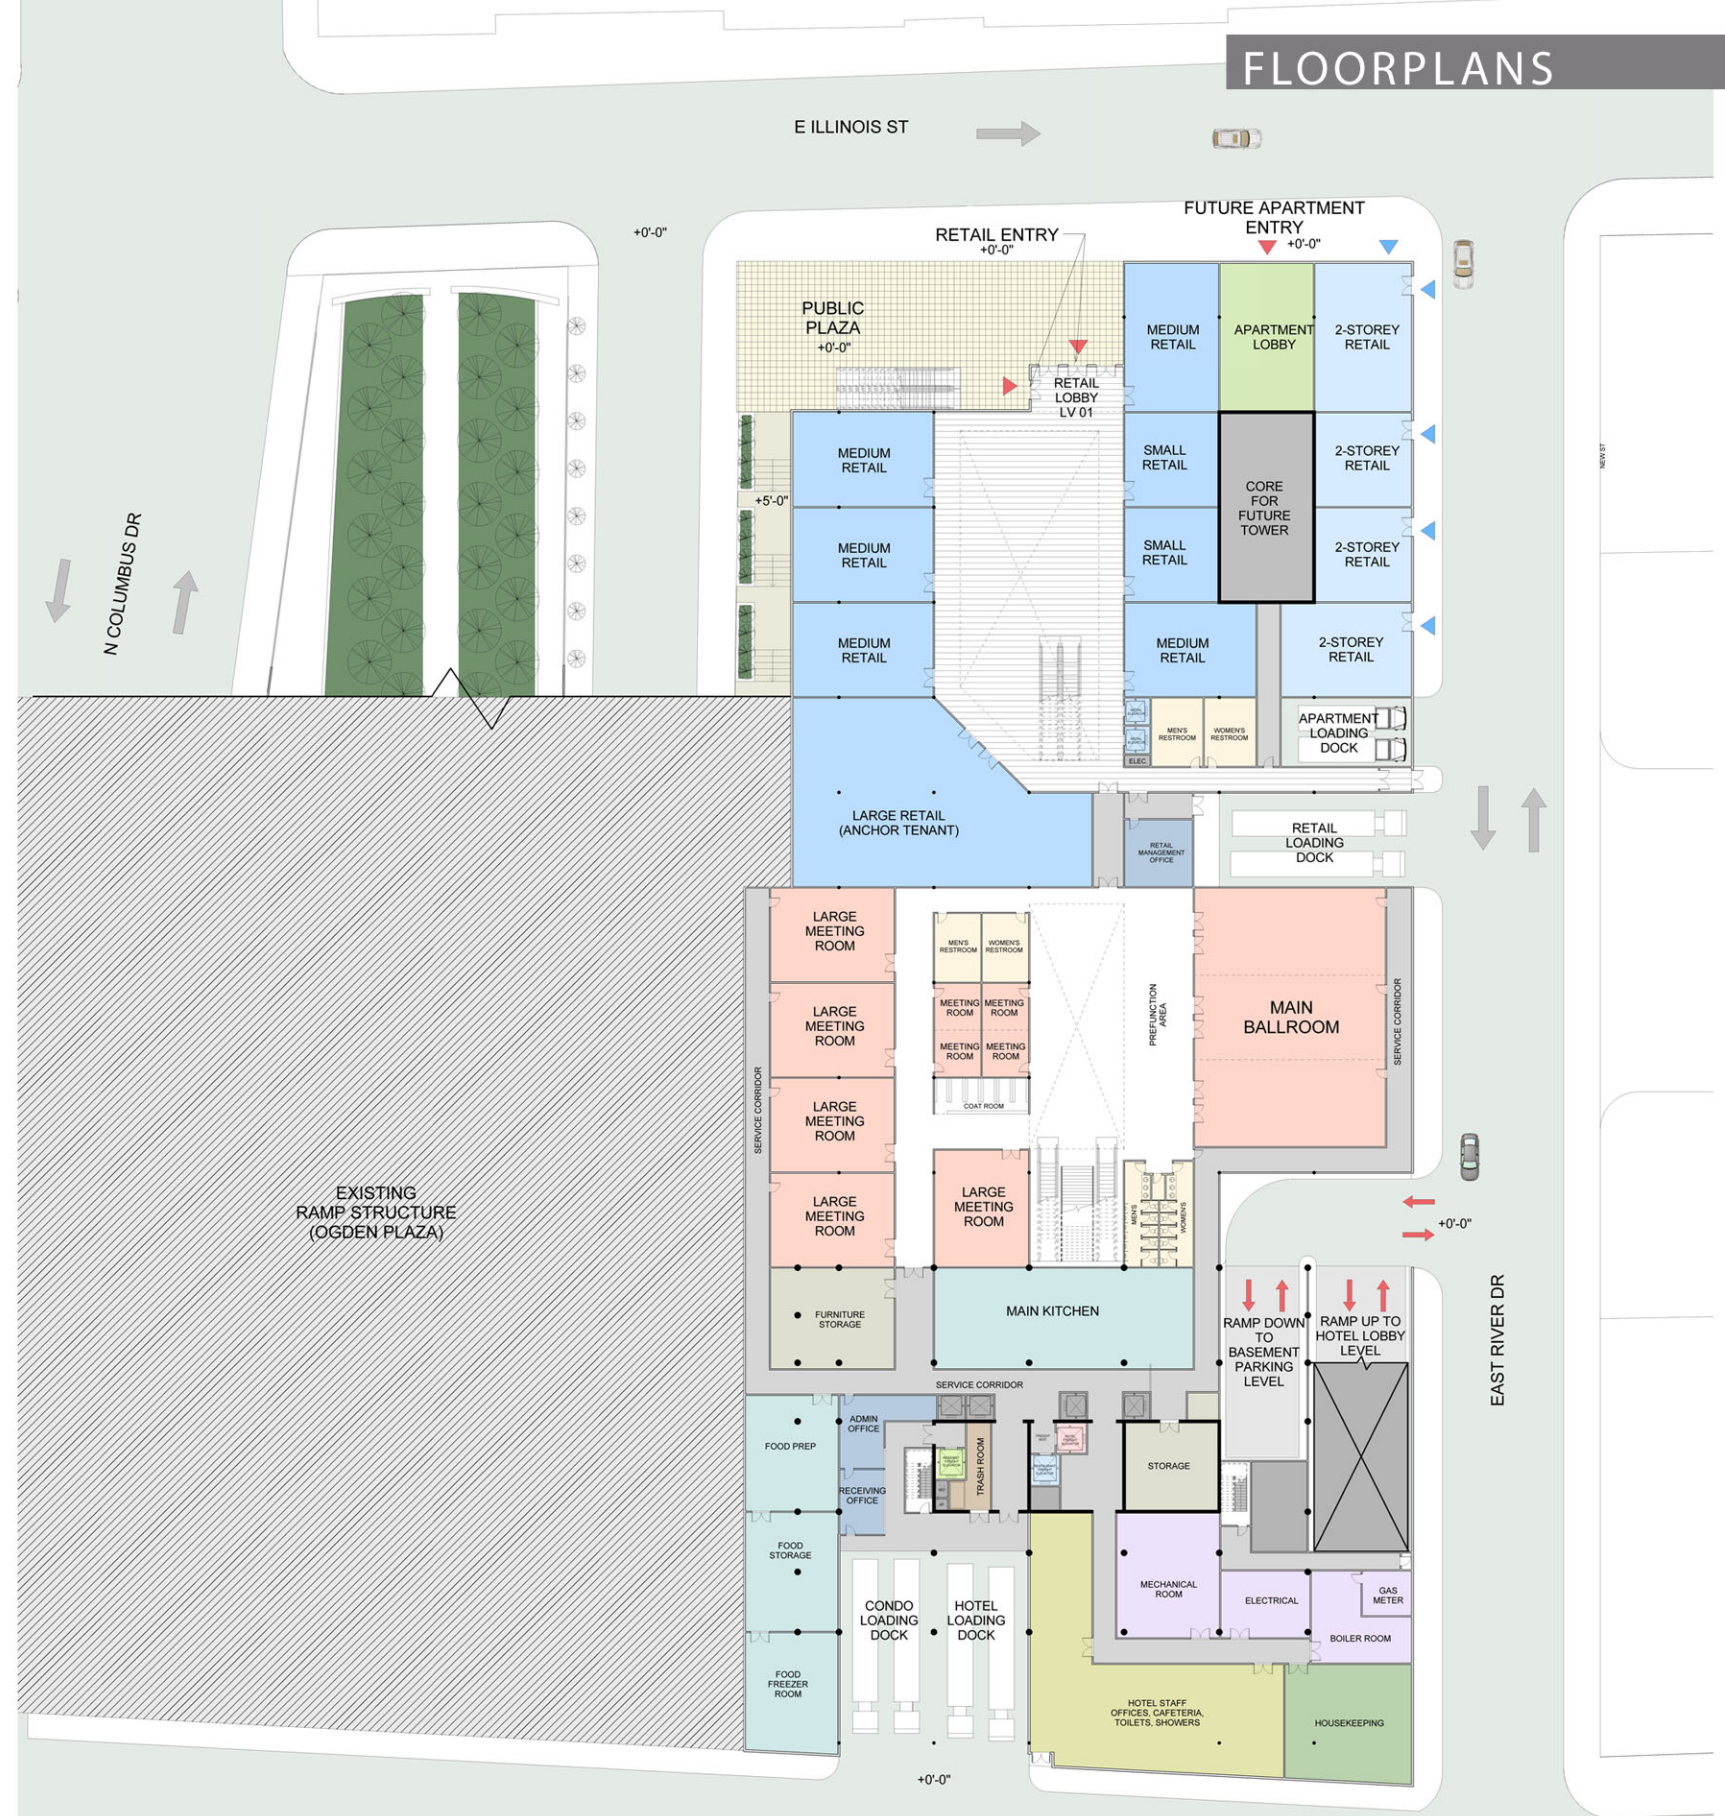 FLOORPLANS
E ILLINOIS ST
FUTURE APARTMENT
ENTRY
+0'-0"
RETAIL ENTRY
+0'-0"
+0'-0"
PUBLIC
PLAZA
+0'-0"
MEDIUM
RETAIL
APARTMENT
LOBBY
2-STOREY
RETAIL
RETAIL
LOBBY
LV 01
MEDIUM
RETAIL
SMALL
RETAIL
2-STOREY
RETAIL
NEW ST
CORE
FOR
FUTURE
TOWER
+5'-0"
N COLUMBUS DR
MEDIUM
RETAIL
SMALL
RETAIL
2-STOREY
RETAIL
MEDIUM
RETAIL
MEDIUM
RETAIL
2-STOREY
RETAIL
MEN'S
RESTROOM
WOMEN'S
RESTROOM
ELEC.
APARTMENT
LOADING
DOCK
LARGE RETAIL
(ANCHOR TENANT)
RETAIL
MANAGEMENT
OFFICE
RETAIL
LOADING
DOCK
LARGE
MEETING
ROOM
MEN'S
RESTROOM
WOMEN'S
RESTROOM
LARGE
MEETING
ROOM
MEETING
ROOM
MEETING
ROOM
MEETING
ROOM
MEETING
ROOM
PREFUNCTION
AREA
MAIN
BALLROOM
SERVICE CORRIDOR
SERVICE CORRIDOR
LARGE
MEETING
ROOM
COAT ROOM
EXISTING
RAMP STRUCTURE
(OGDEN PLAZA)
LARGE
MEETING
ROOM
LARGE
MEETING
ROOM
MEN'S
WOMEN'S
+0'-0"
FURNITURE
STORAGE
MAIN KITCHEN
RAMP DOWN
TO
BASEMENT
PARKING
LEVEL
RAMP UP TO
HOTEL LOBBY
LEVEL
EAST RIVER DR
SERVICE CORRIDOR
FOOD PREP
ADMIN
OFFICE
TRASH ROOM
STORAGE
RECEIVING
OFFICE
FOOD
STORAGE
MECHANICAL
ROOM
ELECTRICAL
GAS
METER
BOILER ROOM
CONDO
LOADING
DOCK
HOTEL
LOADING
DOCK
FOOD
FREEZER
ROOM
HOTEL STAFF
OFFICES, CAFETERIA,
TOILETS, SHOWERS
HOUSEKEEPING
+0'-0"